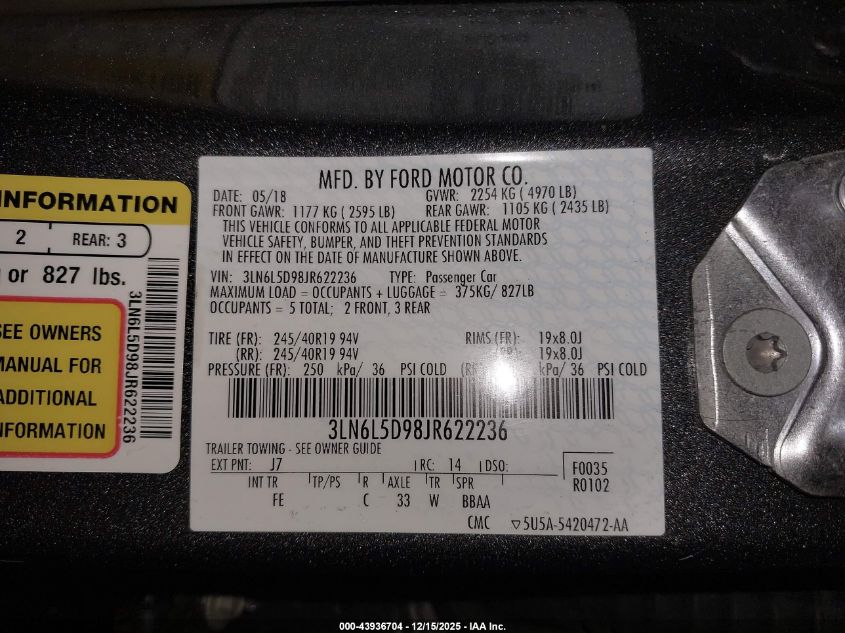 INFORMATION
2 REAR: 3
or 827 lbs.
SEE OWNERS
MANUAL FOR
ADDITIONAL
INFORMATION
3LN6L5D98JR622236
MFD. BY FORD MOTOR CO.
DATE: 05/18 GVWR: 2254 KG ( 4970 LB)
FRONT GAWR: 1177 KG ( 2595 LB) REAR GAWR: 1105 KG ( 2435 LB)
THIS VEHICLE CONFORMS TO ALL APPLICABLE FEDERAL MOTOR
VEHICLE SAFETY, BUMPER, AND THEFT PREVENTION STANDARDS
IN EFFECT ON THE DATE OF MANUFACTURE SHOWN ABOVE.
VIN: 3LN6L5D98JR622236 TYPE: Passenger Car
MAXIMUM LOAD = OCCUPANTS + LUGGAGE = 375KG/ 827LB
OCCUPANTS = 5 TOTAL; 2 FRONT, 3 REAR
TIRE (FR): 245/40R19 94V RIMS (FR): 19x8.0J
(RR): 245/40R19 94V (RR): 19x8.0J
PRESSURE (FR): 250 kPa/ 36 PSI COLD kPa/ 36 PSI COLD
3LN6L5D98JR622236
TRAILER TOWING - SEE OWNER GUIDE
EXT PNT: J7 RC: 14 DSO: F0035
INT TR TP/PS R AXLE TR SPR R0102
FE C 33 W BBAA
CMC ▽5U5A-5420472-AA
000-43936704 - 12/15/2025 - IAA Inc.